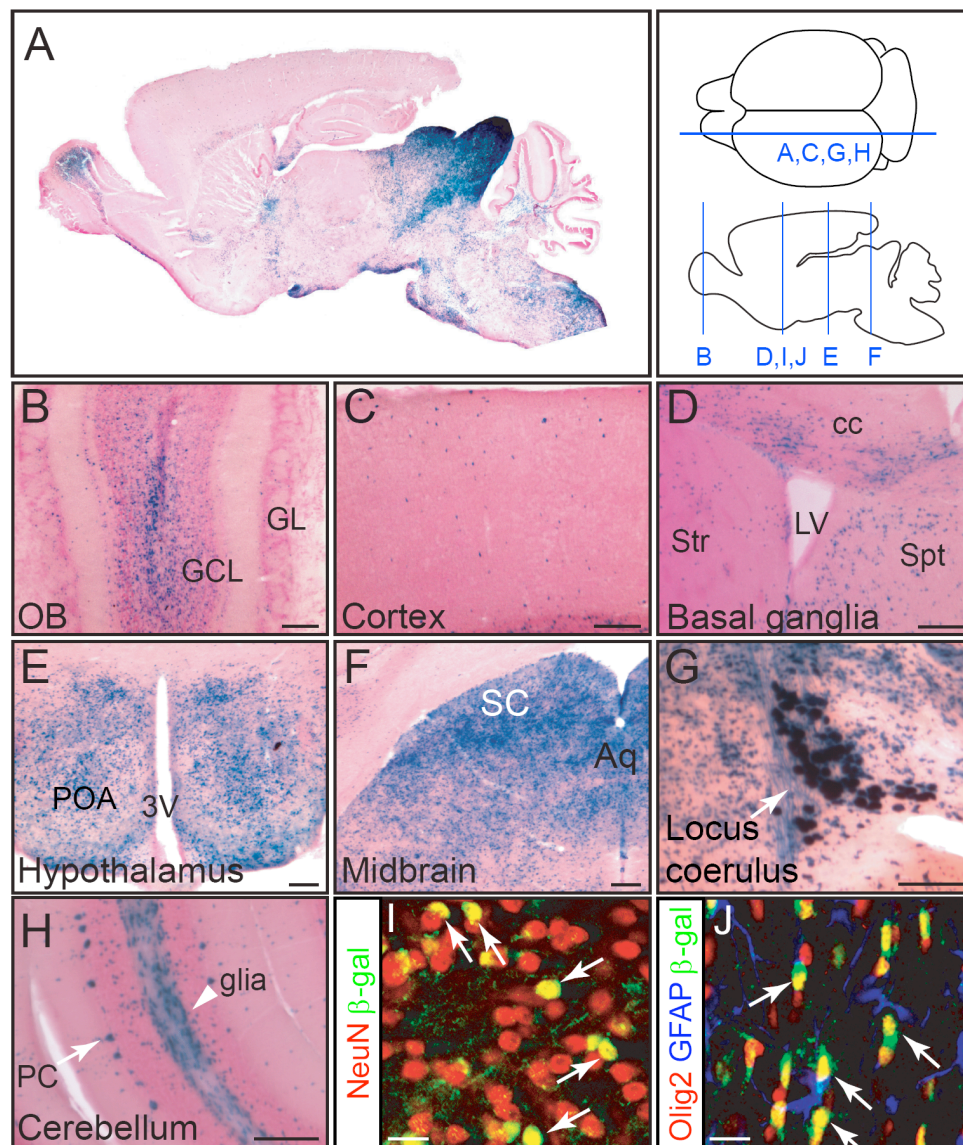 A
A,C,G,H
B
D,I,J
E
F
B
GL
GCL
OB
C
Cortex
D
cc
LV
Str
Spt
Basal ganglia
E
POA
3V
Hypothalamus
F
SC
Aq
Midbrain
G
Locus
coerulus
H
glia
PC
Cerebellum
I
NeuN β-gal
J
Olig2 GFAP β-gal